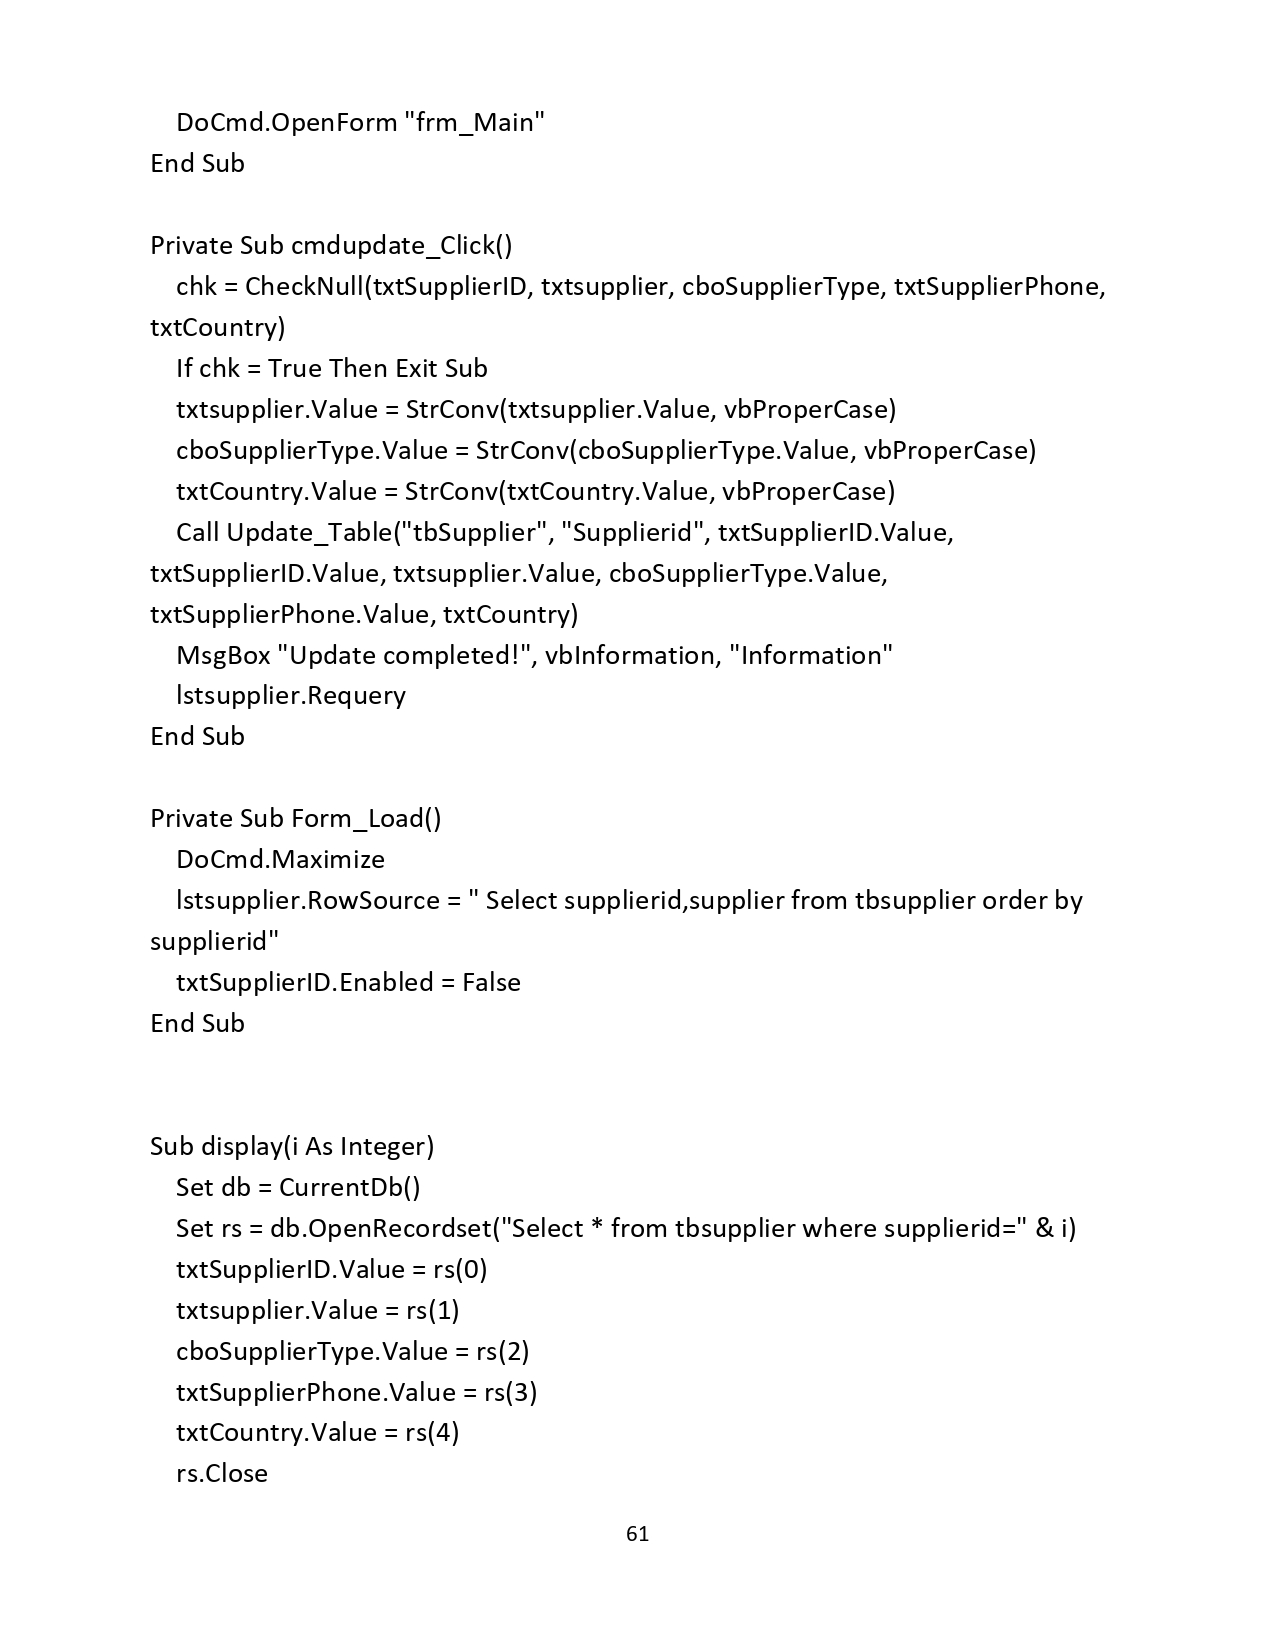 DoCmd.OpenForm "frm_Main"
End Sub
Private Sub cmdupdate_Click()
chk = CheckNull(txtSupplierID, txtsupplier, cboSupplierType, txtSupplierPhone,
txtCountry)
If chk = True Then Exit Sub
txtsupplier.Value = StrConv(txtsupplier.Value, vbProperCase)
cboSupplierType.Value = StrConv(cboSupplierType.Value, vbProperCase)
txtCountry.Value = StrConv(txtCountry.Value, vbProperCase)
Call Update_Table("tbSupplier", "Supplierid", txtSupplierID.Value,
txtSupplierID.Value, txtsupplier.Value, cboSupplierType.Value,
txtSupplierPhone.Value, txtCountry)
MsgBox "Update completed!", vbInformation, "Information"
lstsupplier.Requery
End Sub
Private Sub Form_Load()
DoCmd.Maximize
lstsupplier.RowSource = " Select supplierid,supplier from tbsupplier order by
supplierid"
txtSupplierID.Enabled = False
End Sub
Sub display(i As Integer)
Set db = CurrentDb()
Set rs = db.OpenRecordset("Select * from tbsupplier where supplierid=" & i)
txtSupplierID.Value = rs(0)
txtsupplier.Value = rs(1)
cboSupplierType.Value = rs(2)
txtSupplierPhone.Value = rs(3)
txtCountry.Value = rs(4)
rs.Close
61